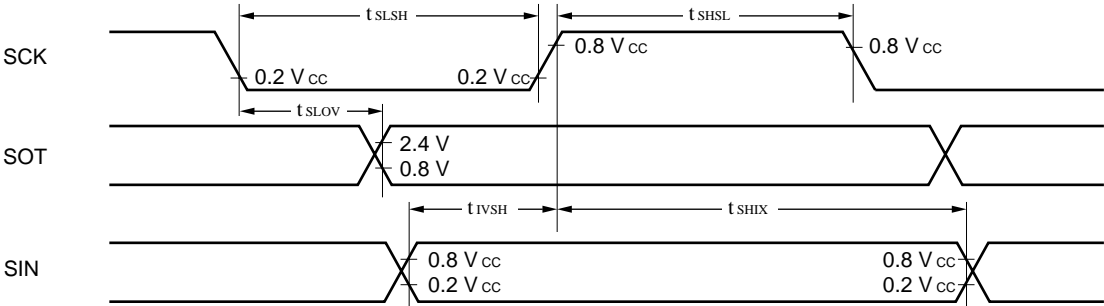 t SLSH
t SHSL
SCK
0.8 V CC
0.8 V CC
0.2 V CC
0.2 V CC
t SLOV
SOT
2.4 V
0.8 V
t IVSH
t SHIX
SIN
0.8 V CC
0.8 V CC
0.2 V CC
0.2 V CC